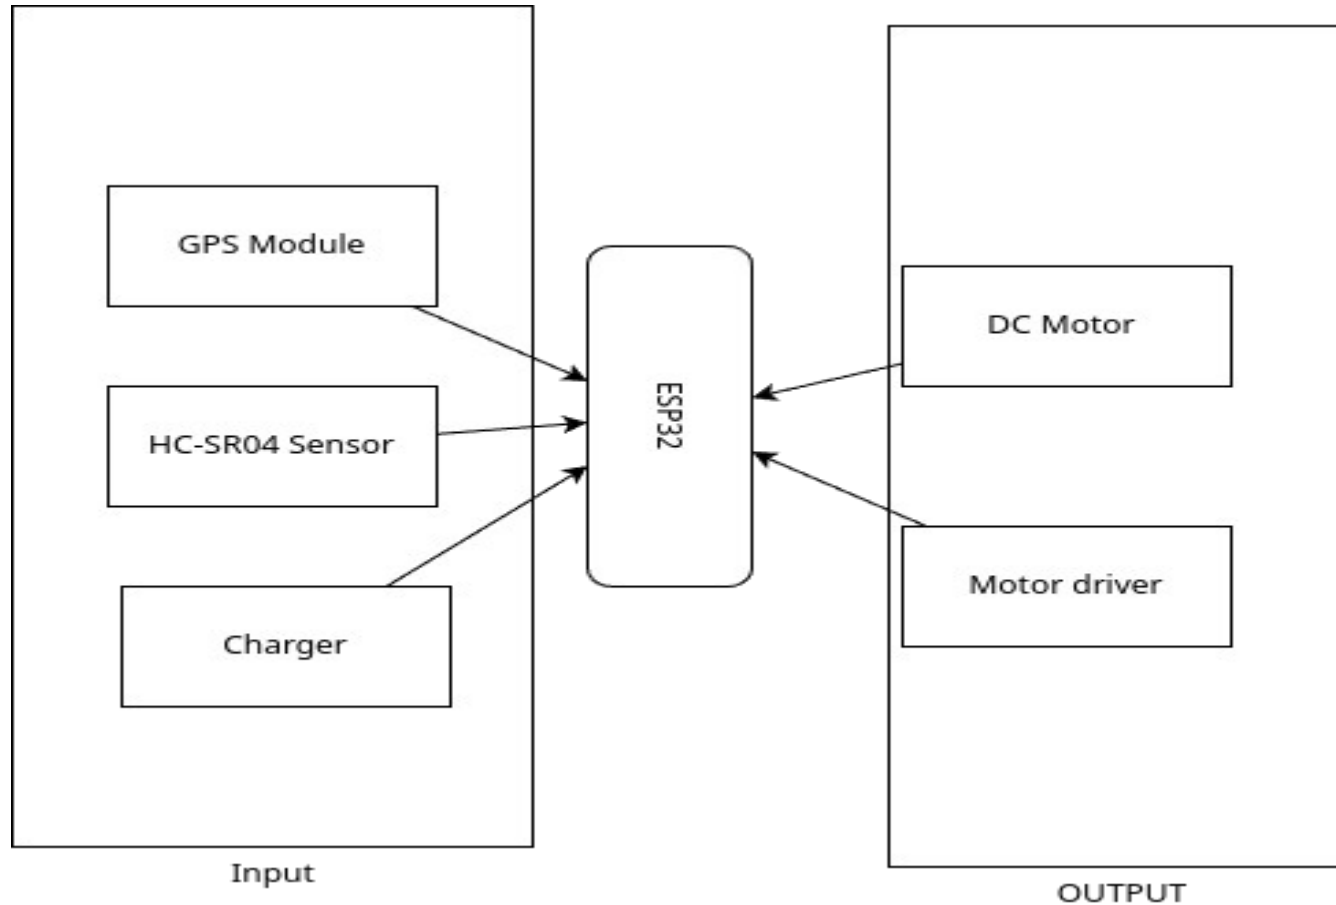 GPS Module
HC-SR04 Sensor
Charger
Input
ESP32
DC Motor
Motor driver
OUTPUT